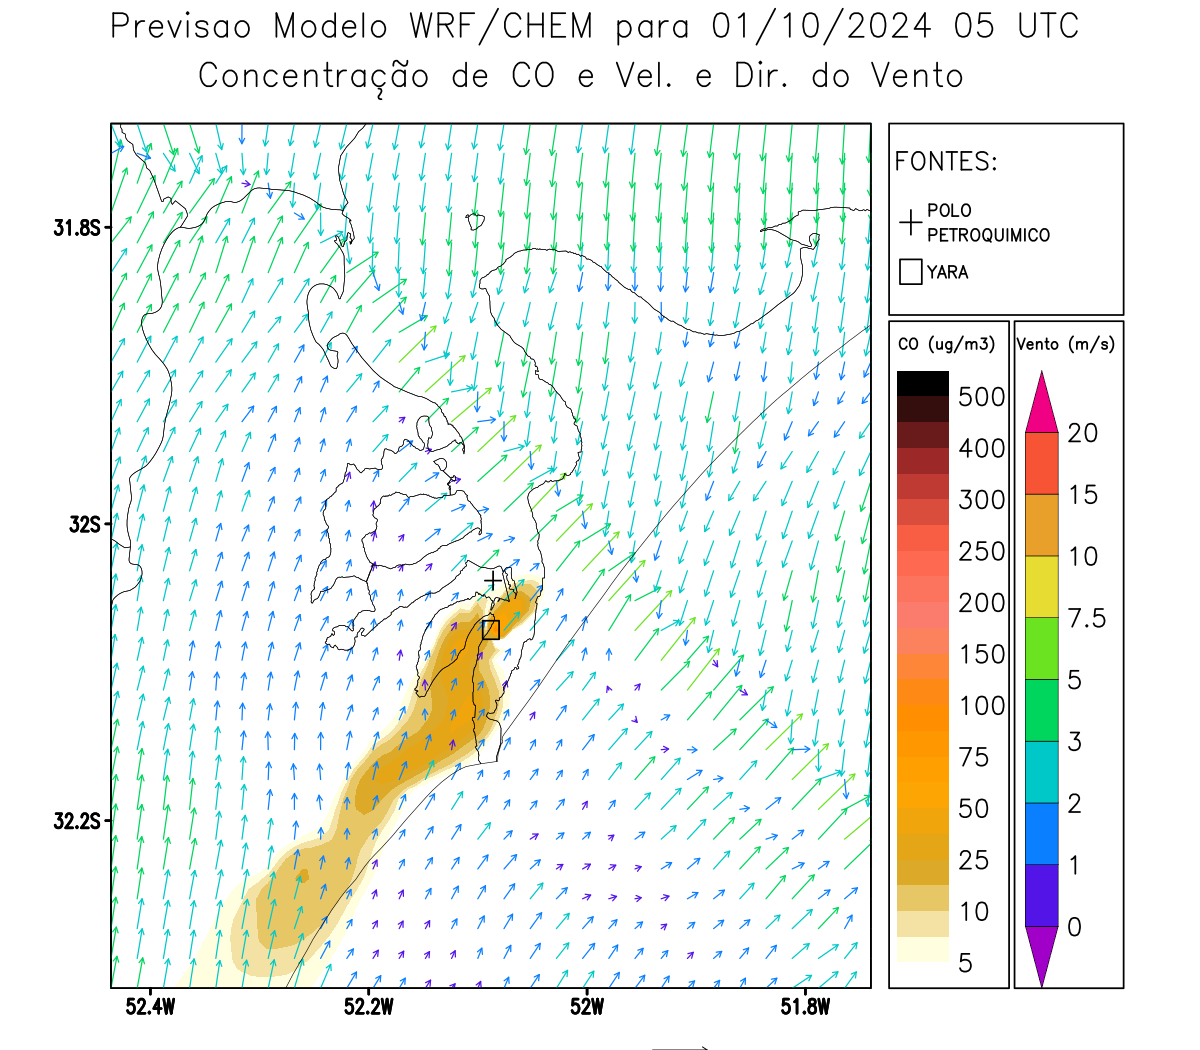 Previsao Modelo WRF/CHEM para 01/10/2024 05 UTC
Concentração de CO e Vel. e Dir. do Vento
FONTES:
POLO
PETROQUIMICO
YARA
CO (ug/m3)
500
400
300
250
200
150
100
75
50
25
10
5
Vento (m/s)
20
15
10
7.5
5
3
2
1
0
31.8S
32S
32.2S
52.4W
52.2W
52W
51.8W